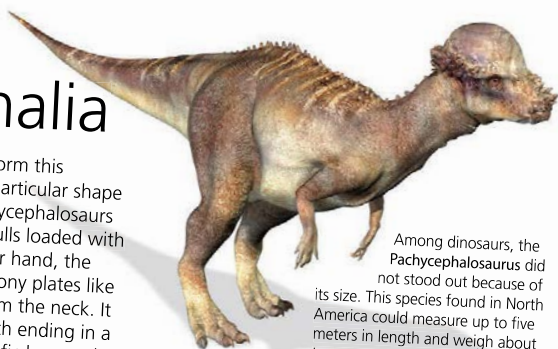 nalia
orm this
articular shape
ycephalosaurs
ulls loaded with
r hand, the
ony plates like
m the neck. It
th ending in a
Among dinosaurs, the
Pachycephalosaurus did
not stood out because of
its size. This species found in North
America could measure up to five
meters in length and weigh about